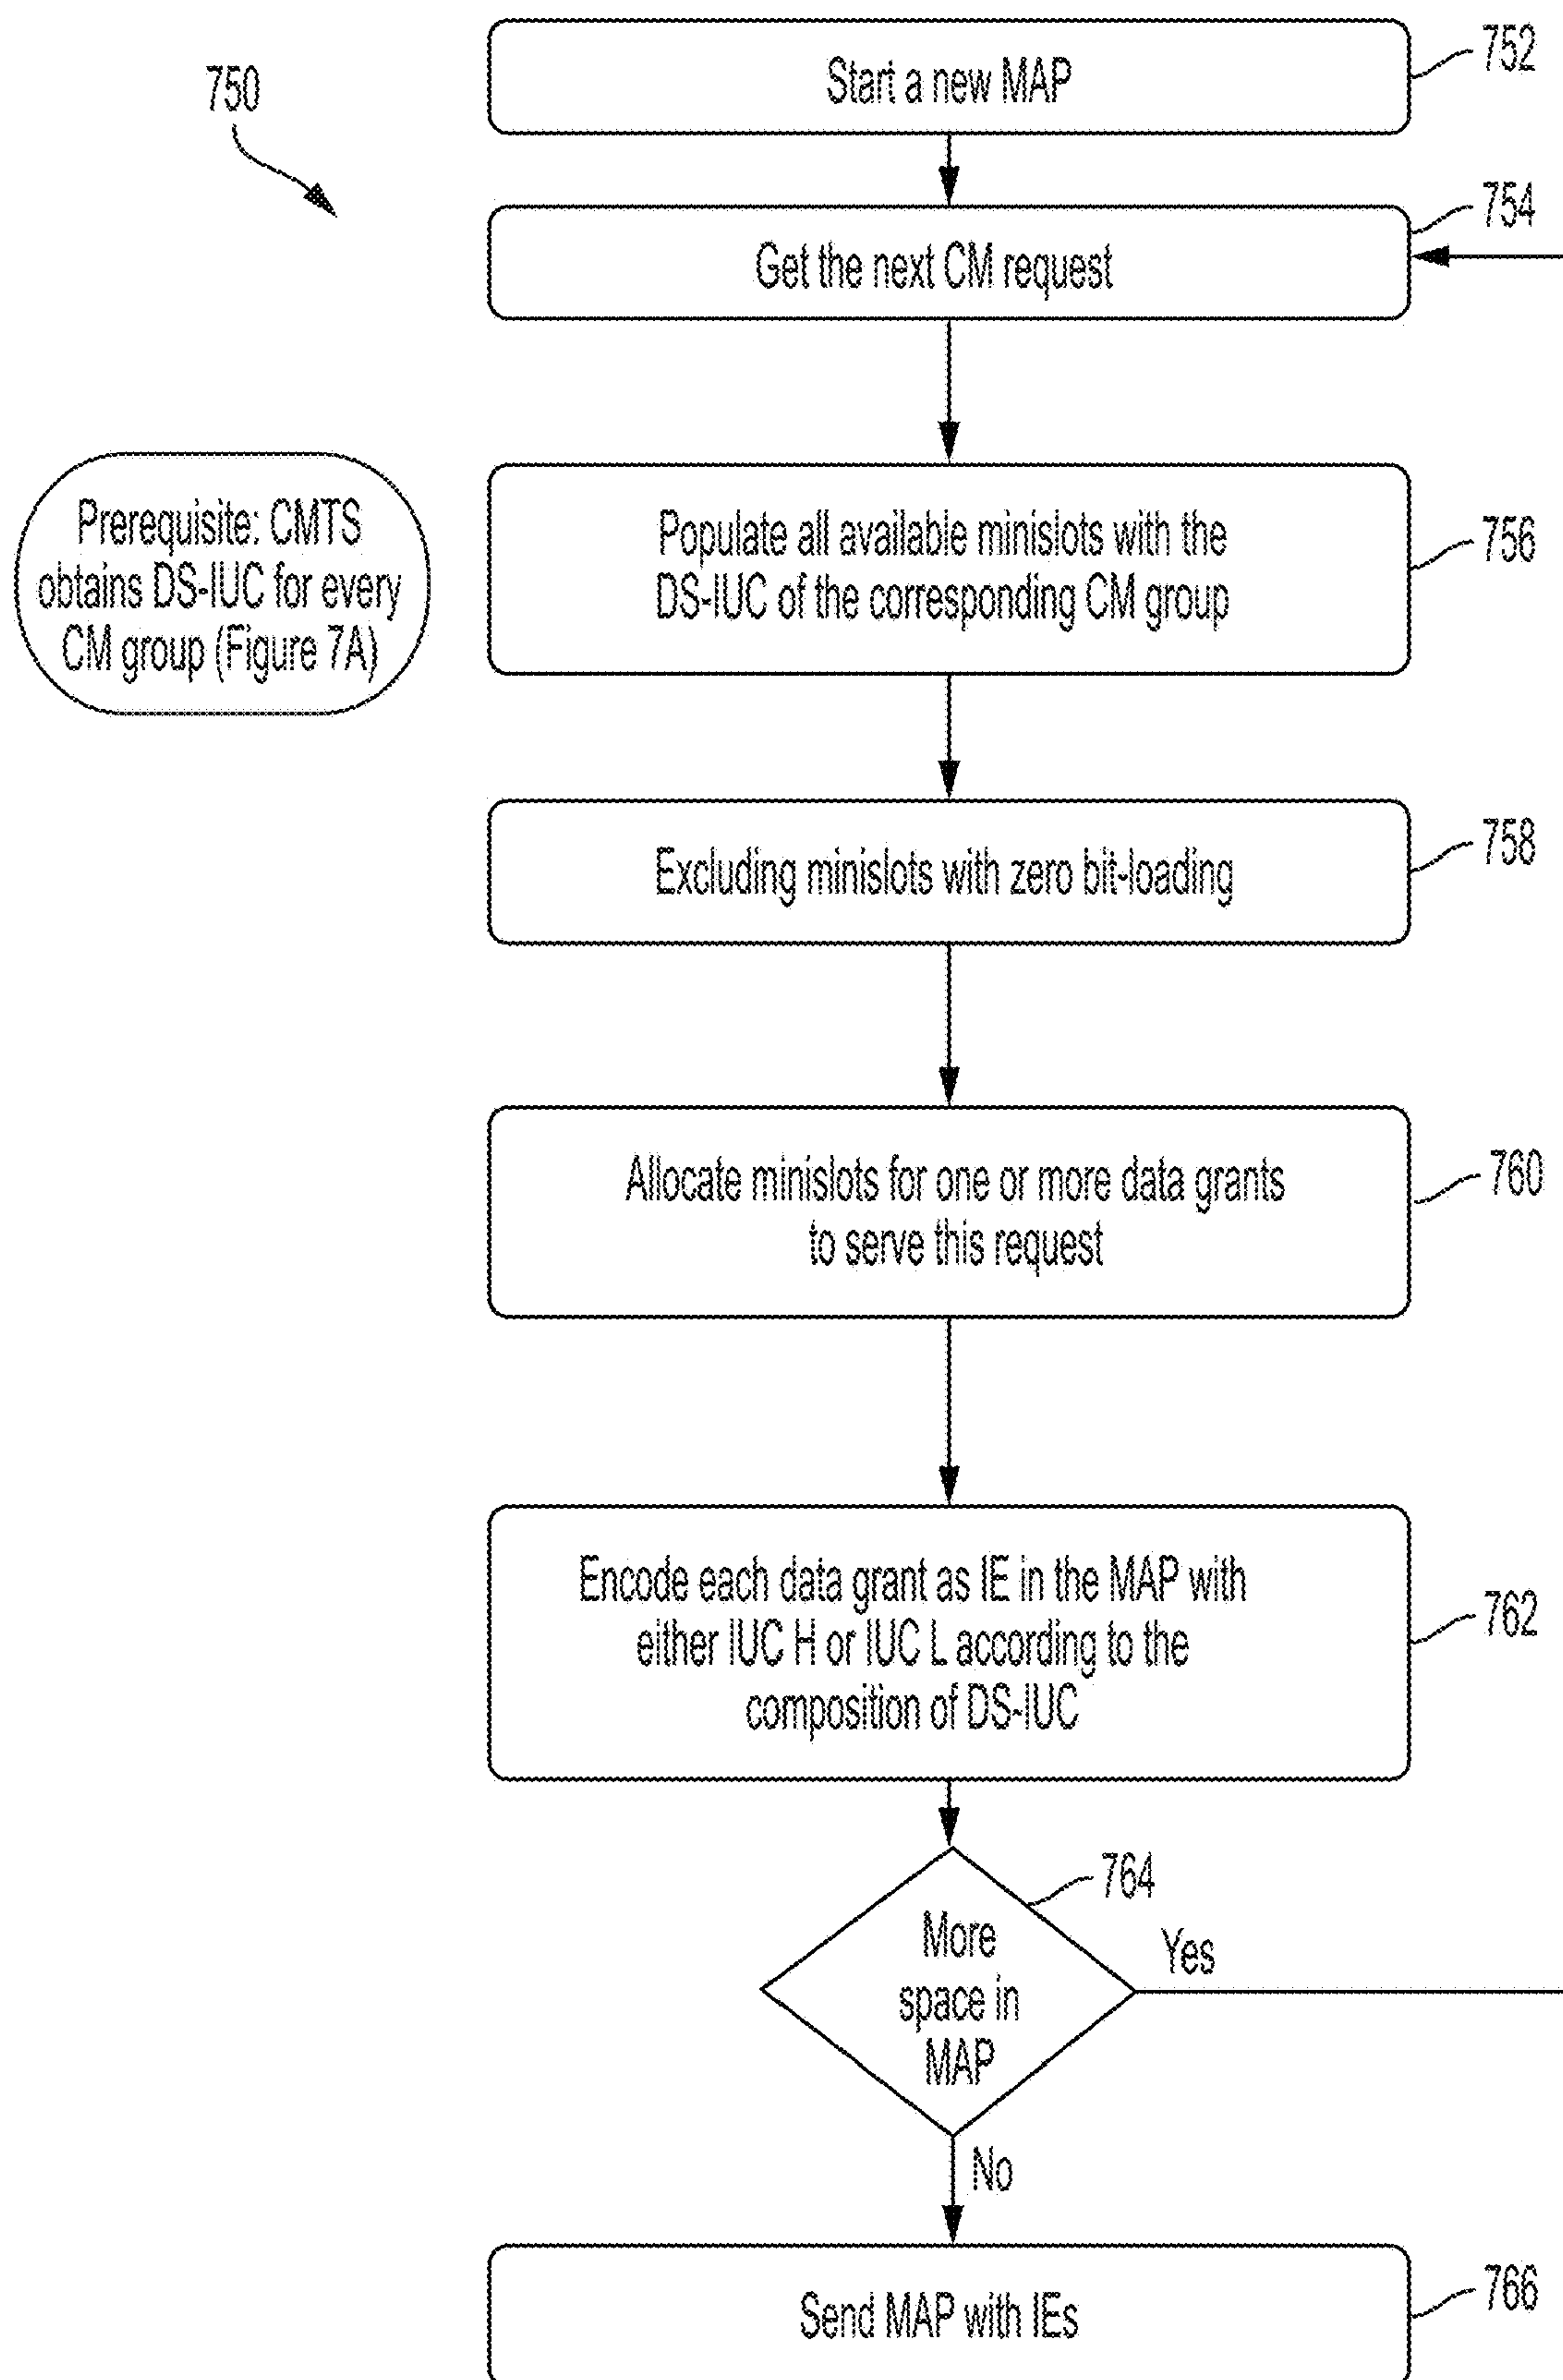 750
Start a new MAP
752
Get the next CM request
754
Prerequisite: CMTS
obtains DS-IUC for every
CM group (Figure 7A)
Populate all available minislots with the
DS-IUC of the corresponding CM group
756
Excluding minislots with zero bit-loading
758
Allocate minislots for one or more data grants
to serve this request
760
Encode each data grant as IE in the MAP with
either IUC H or IUC L according to the
composition of DS-IUC
762
More
space in
MAP
764
Yes
No
Send MAP with IEs
766